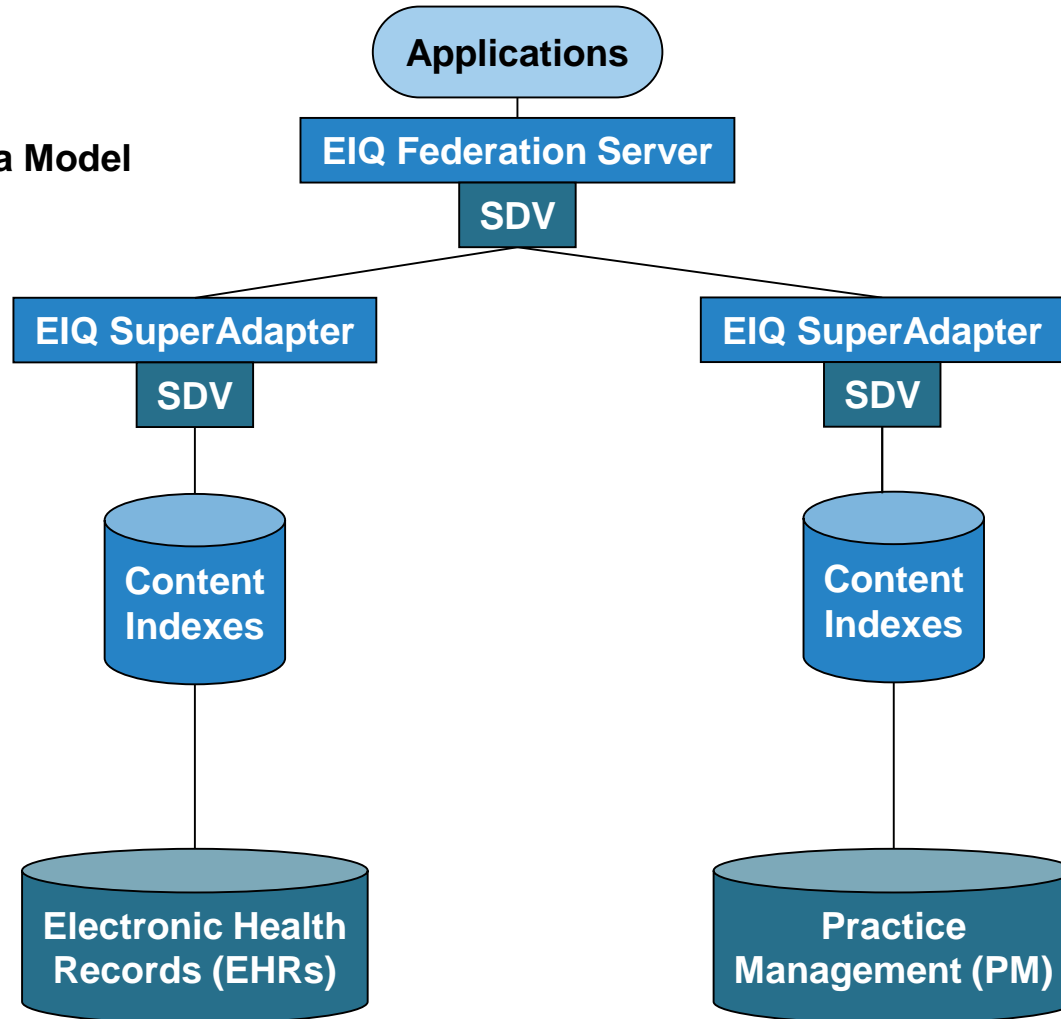 Applications
a Model
EIQ Federation Server
SDV
EIQ SuperAdapter
EIQ SuperAdapter
SDV
SDV
Content
Indexes
Content
Indexes
Electronic Health
Records (EHRs)
Practice
Management (PM)